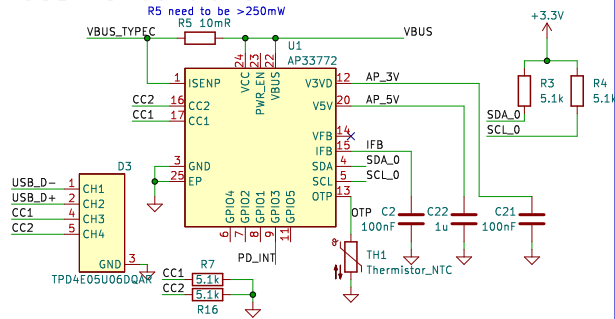 R5 need to be >250mW
VBUS_TYPEC
R5 10mR
VBUS
+3.3V
U1
AP33772
24
23
22
VCC
PWR_EN
VBUS
1 ISENP
V3VD 12 AP_3V
CC2 16 CC2
V5V 20 AP_5V
CC1 17 CC1
R3
5.1k
R4
5.1k
SDA_0
SCL_0
VFB 14
IFB 15 IFB
3 GND
SDA 4 SDA_0
25 EP
SCL 5 SCL_0
OTP 13
GPIO4
GPIO2
GPIO1
GPIO3
GPIO5
6
7
8
9
11
D3
USB_D- 1 CH1
USB_D+ 2 CH2
CC1 4 CH3
CC2 5 CH4
GND 3
TPD4E05U06DQAR
OTP
C2
100nF
C22
1u
C21
100nF
PD_INT
TH1
Thermistor_NTC
CC1 R7
5.1k
CC2 5.1k
R16